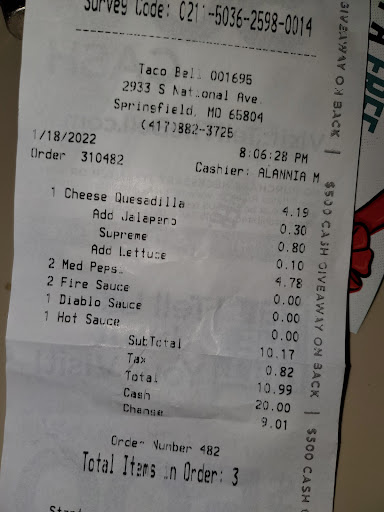 Survey Code: C211-5036-2598-0014
Taco Bell 001695
2933 S National Ave.
Springfield, MO 65804
(417)882-3725
1/18/2022 8:06:28 PM
Order 310482 Cashier: ALANNIA M
1 Cheese Quesadilla 4.19
Add Jalapeno 0.30
Supreme 0.80
Add Lettuce 0.10
2 Med Pepsi 4.78
2 Fire Sauce 0.00
1 Diablo Sauce 0.00
1 Hot Sauce 0.00
SubTotal 10.17
Tax 0.82
Total 10.99
Cash 20.00
Change 9.01
Order Number 482
Total Items in Order: 3
GIVEAWAY ON BACK | $500 CASH GIVEAWAY ON BACK | $500 CASH